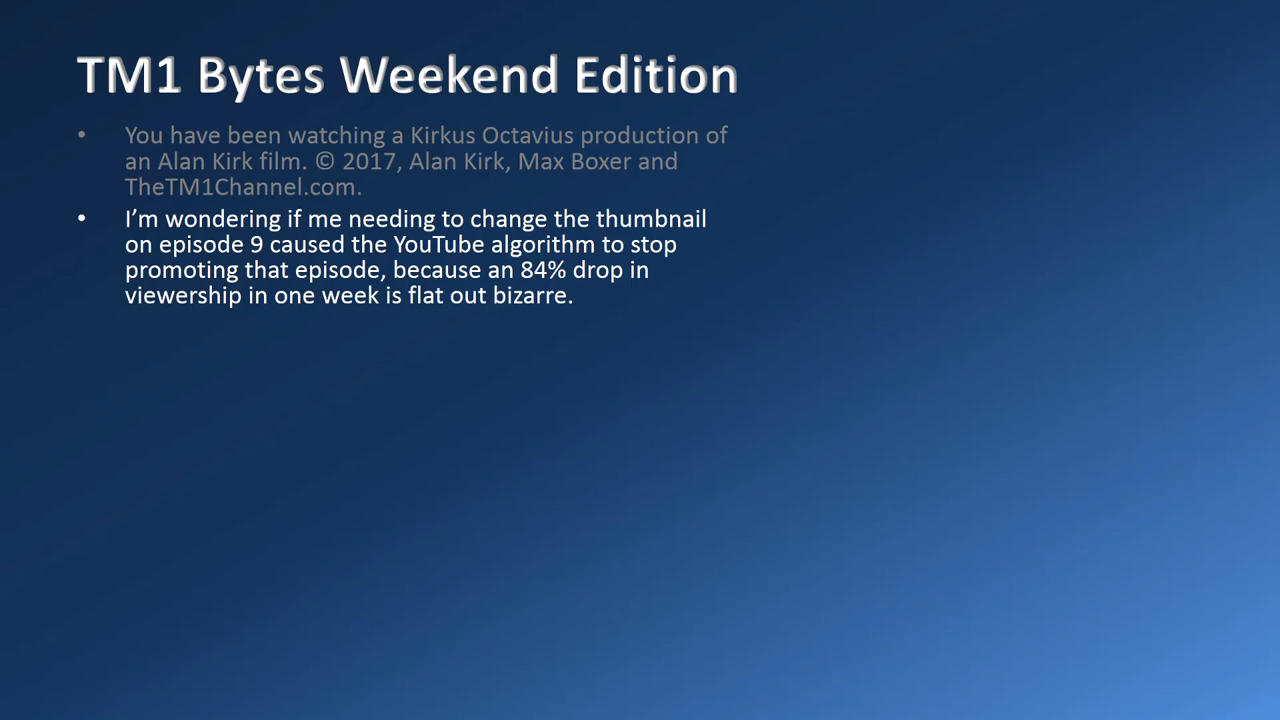 TM1 Bytes Weekend Edition
• You have been watching a Kirkus Octavius production of
an Alan Kirk film. © 2017, Alan Kirk, Max Boxer and
TheTM1Channel.com.
• I’m wondering if me needing to change the thumbnail
on episode 9 caused the YouTube algorithm to stop
promoting that episode, because an 84% drop in
viewership in one week is flat out bizarre.